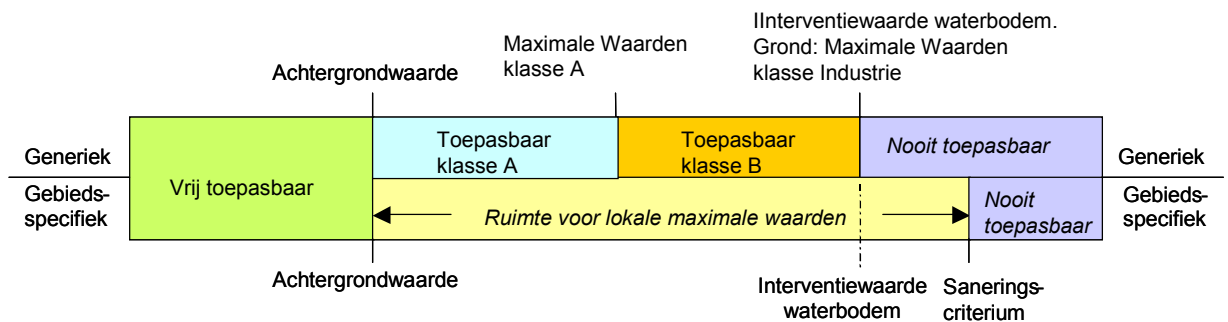 IInterventiewaarde waterbodem.
Grond: Maximale Waarden
klasse Industrie
Maximale Waarden
klasse A
Achtergrondwaarde
Generiek
Gebieds-
specifiek
Vrij toepasbaar
Toepasbaar
klasse A
Toepasbaar
klasse B
Nooit toepasbaar
Ruimte voor lokale maximale waarden
Nooit
toepasbaar
Generiek
Gebieds-
specifiek
Achtergrondwaarde
Interventiewaarde
waterbodem
Sanerings-
criterium